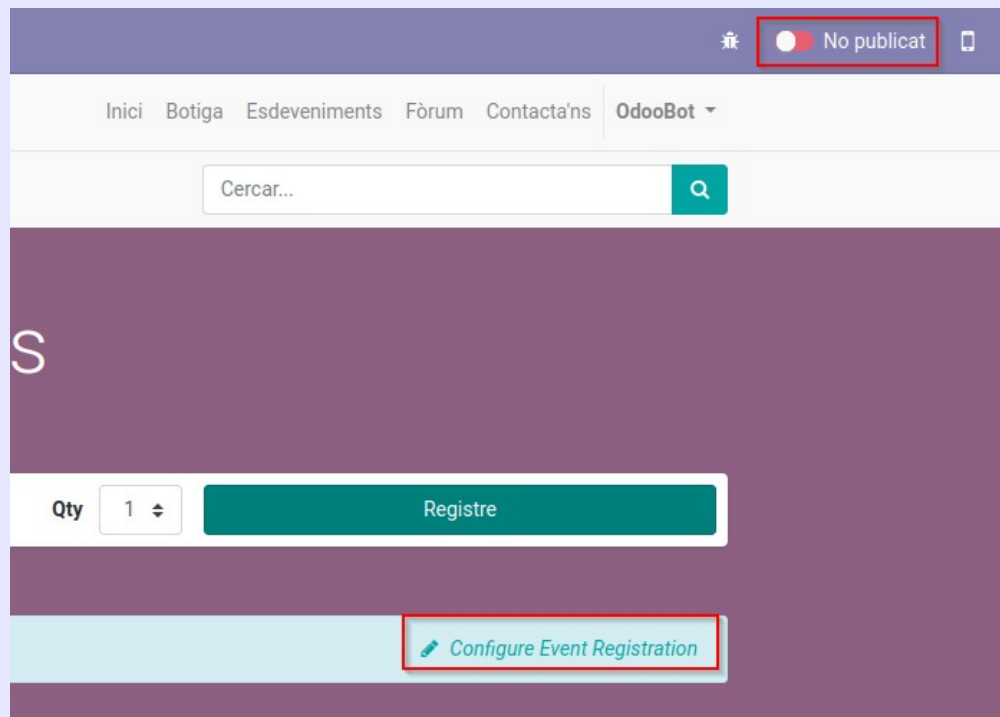 No publicat
Inici Botiga Esdeveniments Fòrum Contacta'ns OdooBot
Cercar...
S
Qty 1 Registre
Configure Event Registration